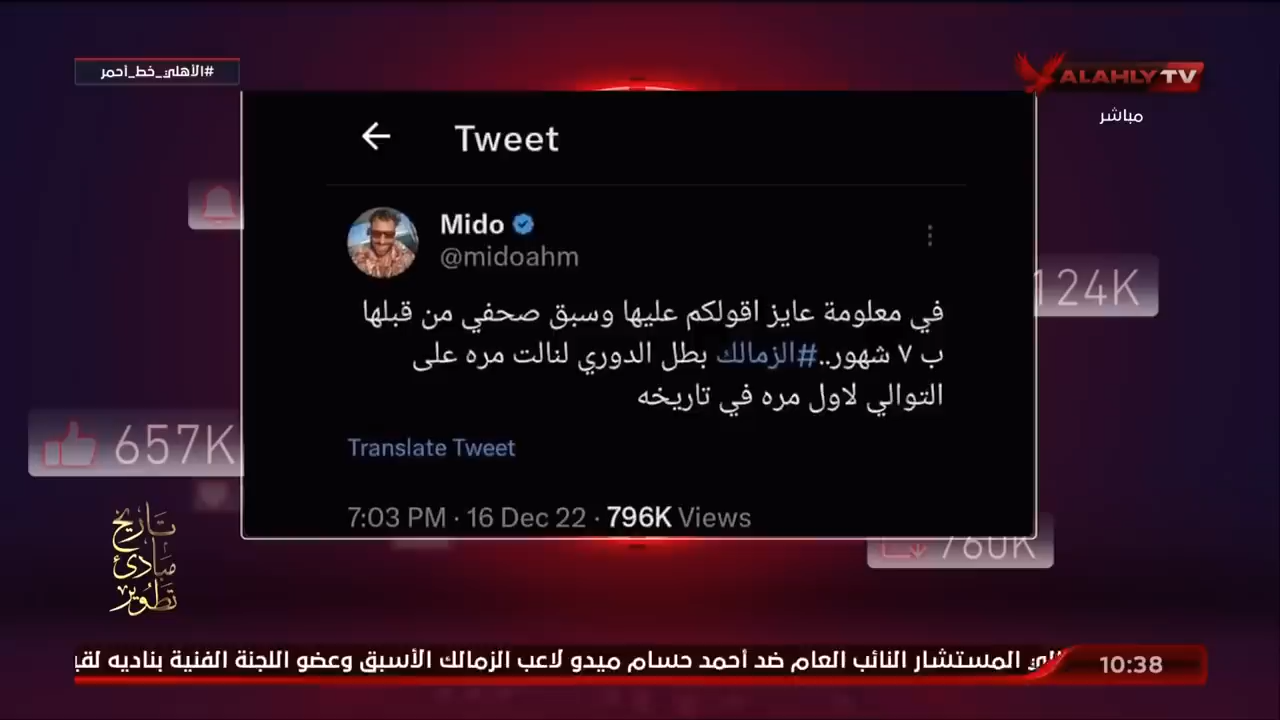 #الأهلي_خط_أحمر
ALAHLY TV
مباشر
Tweet
Mido
@midoahm
في معلومة عايز اقولكم عليها وسبق صحفي من قبلها
ب ٧ شهور..#الزمالك بطل الدوري لثالث مره على
التوالي لاول مره في تاريخه
Translate Tweet
7:03 PM · 16 Dec 22 · 796K Views
124K
657K
760K
تاريخ
مبادئ
تطوير
المستشار النائب العام ضد أحمد حسام ميدو لاعب الزمالك الأسبق وعضو اللجنة الفنية بناديه
10:38